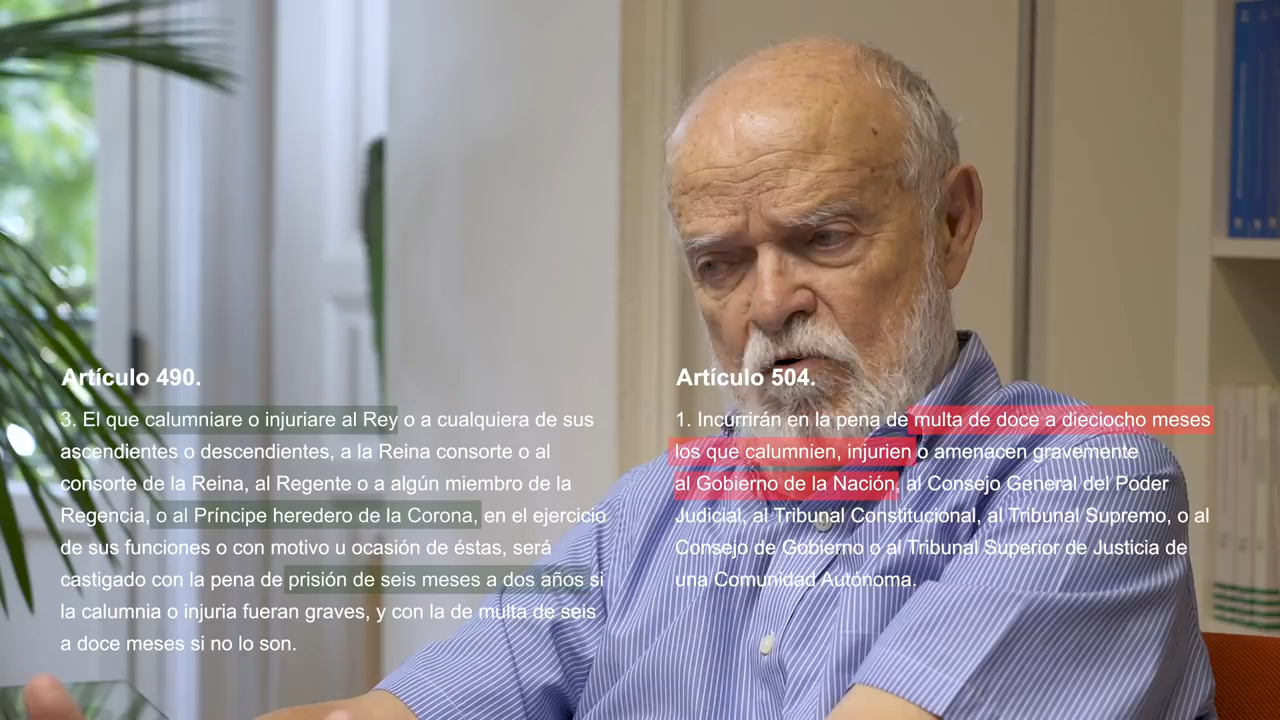 Artículo 490.
3. El que calumniare o injuriare al Rey o a cualquiera de sus
ascendientes o descendientes, a la Reina consorte o al
consorte de la Reina, al Regente o a algún miembro de la
Regencia, o al Príncipe heredero de la Corona, en el ejercicio
de sus funciones o con motivo u ocasión de éstas, será
castigado con la pena de prisión de seis meses a dos años si
la calumnia o injuria fueran graves, y con la de multa de seis
a doce meses si no lo son.
Artículo 504.
1. Incurrirán en la pena de multa de doce a dieciocho meses
los que calumnien, injurien o amenacen gravemente
al Gobierno de la Nación, al Consejo General del Poder
Judicial, al Tribunal Constitucional, al Tribunal Supremo, o al
Consejo de Gobierno o al Tribunal Superior de Justicia de
una Comunidad Autónoma.